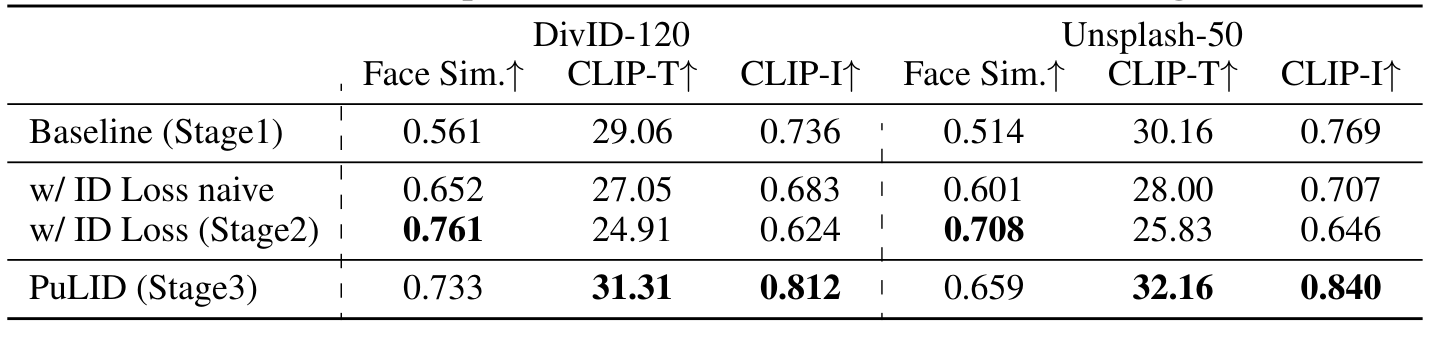 DivID-120 Unsplash-50
Face Sim.↑ CLIP-T↑ CLIP-I↑ Face Sim.↑ CLIP-T↑ CLIP-I↑
Baseline (Stage1) 0.561 29.06 0.736 0.514 30.16 0.769
w/ ID Loss naive 0.652 27.05 0.683 0.601 28.00 0.707
w/ ID Loss (Stage2) 0.761 24.91 0.624 0.708 25.83 0.646
PuLID (Stage3) 0.733 31.31 0.812 0.659 32.16 0.840